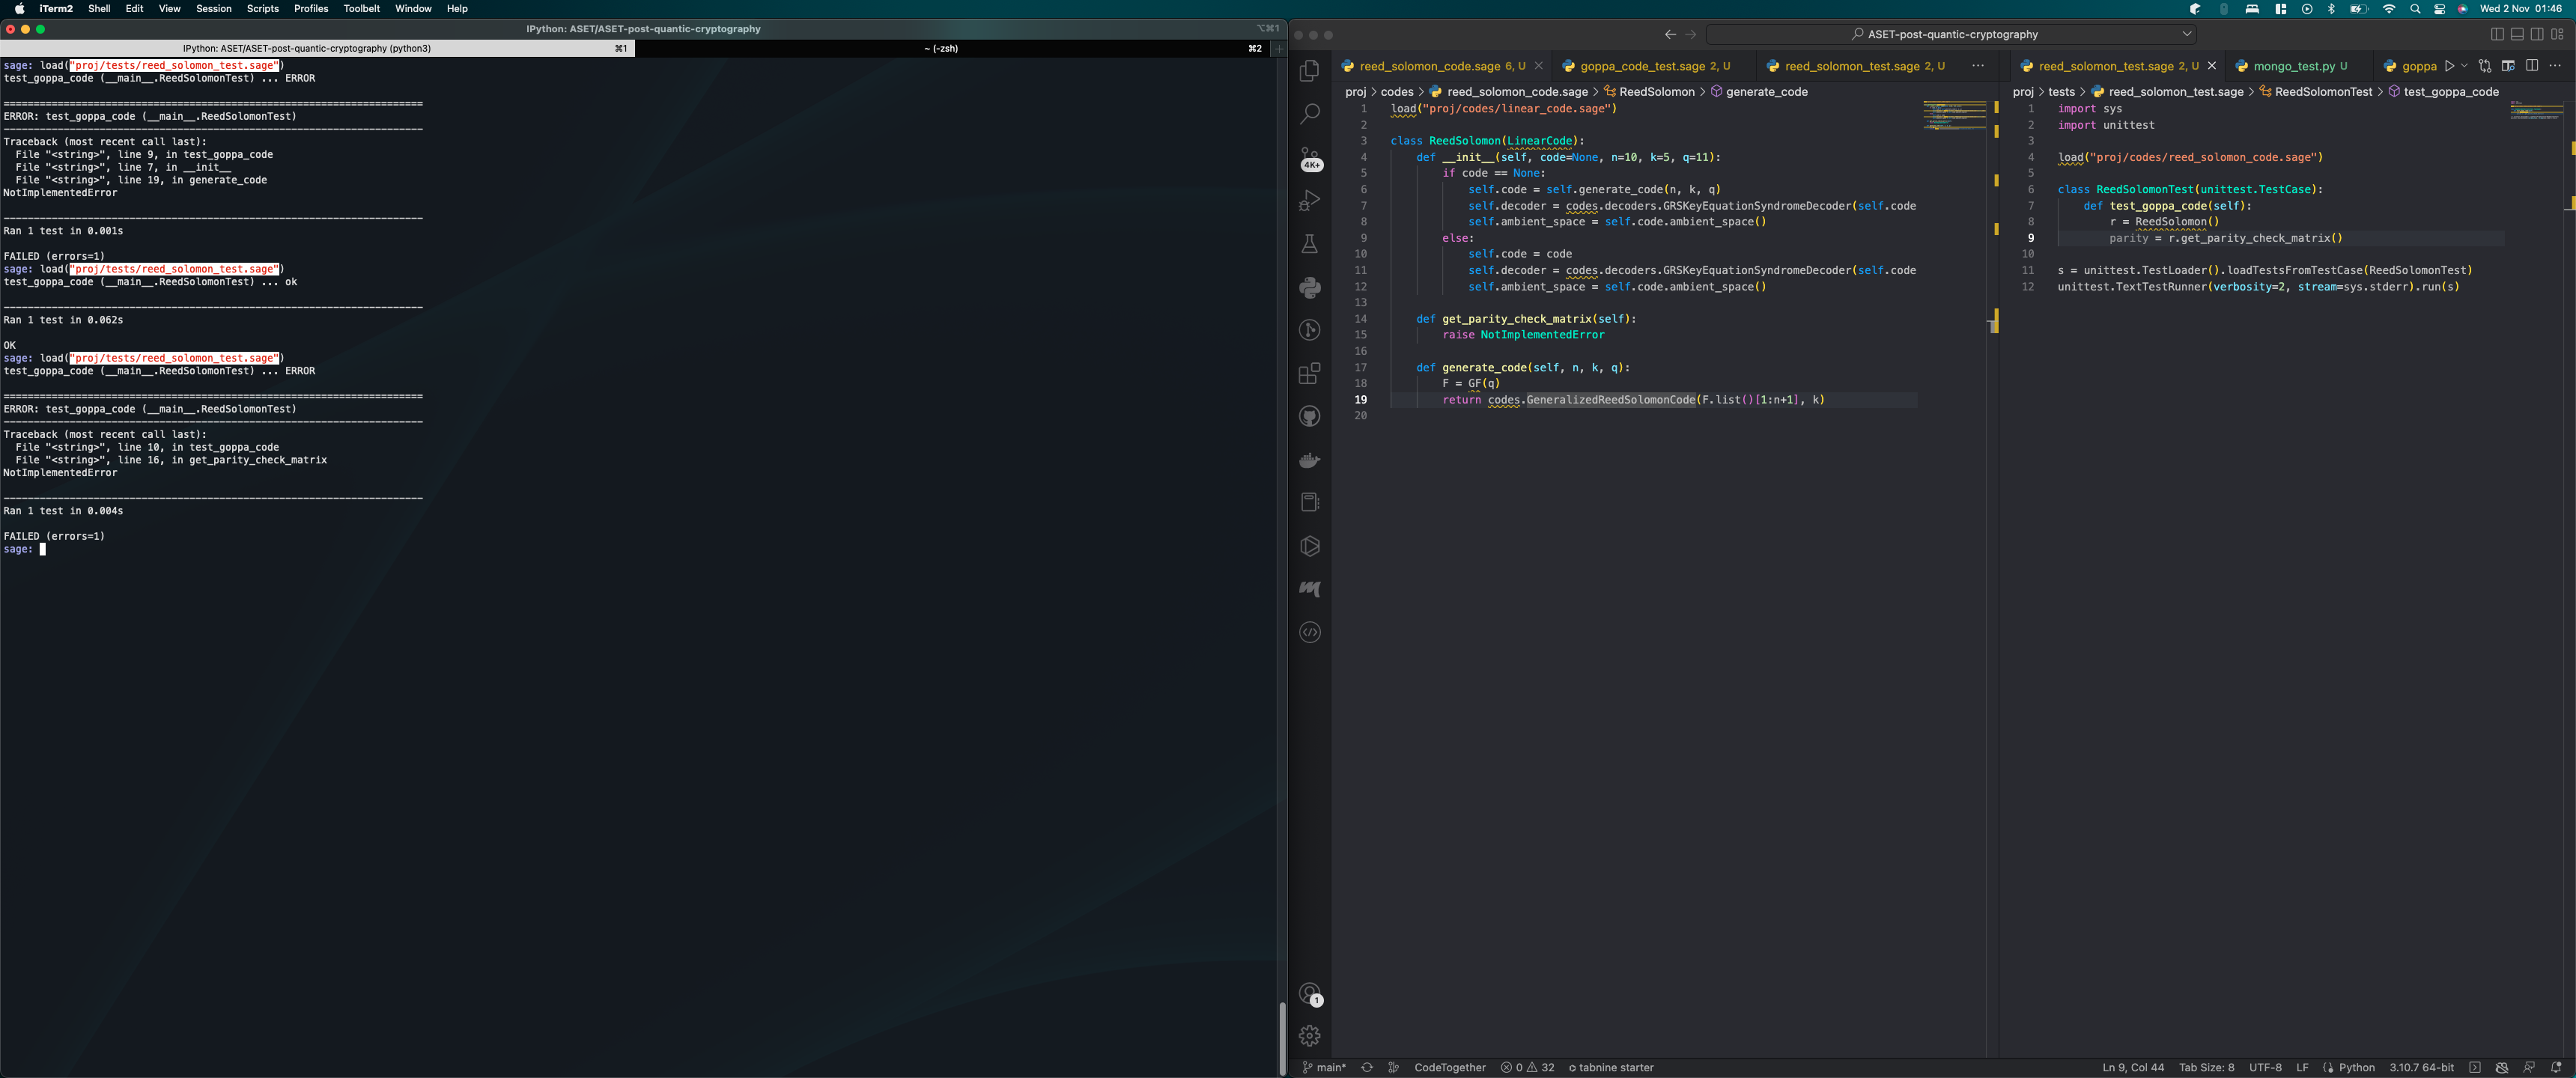 iTerm2 Shell Edit View Session Scripts Profiles Toolbelt Window Help
Wed 2 Nov 01:46
IPython: ASET/ASET-post-quantic-cryptography
⌥⌘1
IPython: ASET/ASET-post-quantic-cryptography (python3) ⌘1
~ (-zsh) ⌘2
sage: load("proj/tests/reed_solomon_test.sage")
test_goppa_code (__main__.ReedSolomonTest) ... ERROR
======================================================================
ERROR: test_goppa_code (__main__.ReedSolomonTest)
----------------------------------------------------------------------
Traceback (most recent call last):
  File "<string>", line 9, in test_goppa_code
  File "<string>", line 7, in __init__
  File "<string>", line 19, in generate_code
NotImplementedError
----------------------------------------------------------------------
Ran 1 test in 0.001s
FAILED (errors=1)
sage: load("proj/tests/reed_solomon_test.sage")
test_goppa_code (__main__.ReedSolomonTest) ... ok
----------------------------------------------------------------------
Ran 1 test in 0.062s
OK
sage: load("proj/tests/reed_solomon_test.sage")
test_goppa_code (__main__.ReedSolomonTest) ... ERROR
======================================================================
ERROR: test_goppa_code (__main__.ReedSolomonTest)
----------------------------------------------------------------------
Traceback (most recent call last):
  File "<string>", line 10, in test_goppa_code
  File "<string>", line 16, in get_parity_check_matrix
NotImplementedError
----------------------------------------------------------------------
Ran 1 test in 0.004s
FAILED (errors=1)
sage:
ASET-post-quantic-cryptography
4K+
1
reed_solomon_code.sage 6, U
goppa_code_test.sage 2, U
reed_solomon_test.sage 2, U
proj > codes > reed_solomon_code.sage > ReedSolomon > generate_code
1 load("proj/codes/linear_code.sage")
2
3 class ReedSolomon(LinearCode):
4     def __init__(self, code=None, n=10, k=5, q=11):
5         if code == None:
6             self.code = self.generate_code(n, k, q)
7             self.decoder = codes.decoders.GRSKeyEquationSyndromeDecoder(self.code
8             self.ambient_space = self.code.ambient_space()
9         else:
10             self.code = code
11             self.decoder = codes.decoders.GRSKeyEquationSyndromeDecoder(self.code
12             self.ambient_space = self.code.ambient_space()
13
14     def get_parity_check_matrix(self):
15         raise NotImplementedError
16
17     def generate_code(self, n, k, q):
18         F = GF(q)
19         return codes.GeneralizedReedSolomonCode(F.list()[1:n+1], k)
20
reed_solomon_test.sage 2, U
mongo_test.py U
goppa
proj > tests > reed_solomon_test.sage > ReedSolomonTest > test_goppa_code
1 import sys
2 import unittest
3
4 load("proj/codes/reed_solomon_code.sage")
5
6 class ReedSolomonTest(unittest.TestCase):
7     def test_goppa_code(self):
8         r = ReedSolomon()
9         parity = r.get_parity_check_matrix()
10
11 s = unittest.TestLoader().loadTestsFromTestCase(ReedSolomonTest)
12 unittest.TextTestRunner(verbosity=2, stream=sys.stderr).run(s)
main* CodeTogether 0 32 tabnine starter
Ln 9, Col 44 Tab Size: 8 UTF-8 LF Python 3.10.7 64-bit